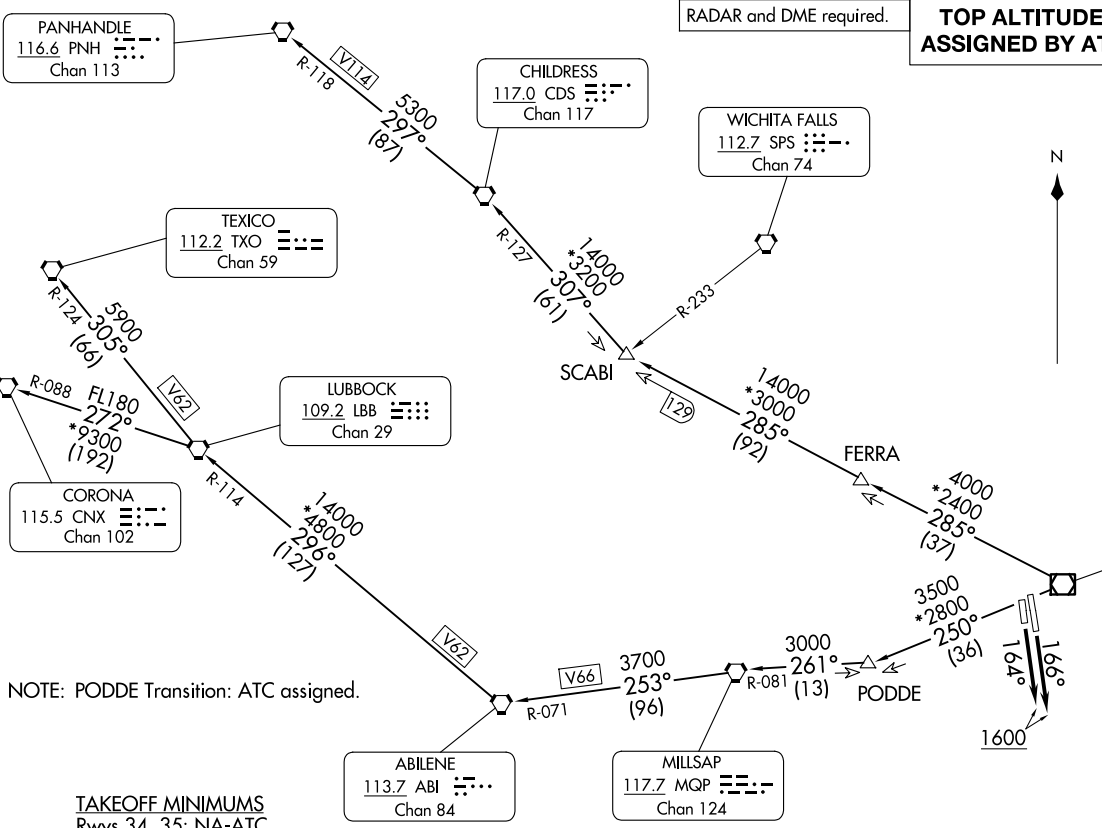 RADAR and DME required.
TOP ALTITUDE
ASSIGNED BY AT
PANHANDLE
116.6 PNH
Chan 113
R-118
V114
5300
297°
(87)
CHILDRESS
117.0 CDS
Chan 117
WICHITA FALLS
112.7 SPS
Chan 74
N
TEXICO
112.2 TXO
Chan 59
R-127
14000
*3200
307°
(61)
R-233
R-124
5900
305°
(66)
V62
SCABI
129
14000
*3000
285°
(92)
R-088
FL180
272°
*9300
(192)
LUBBOCK
109.2 LBB
Chan 29
FERRA
CORONA
115.5 CNX
Chan 102
R-114
14000
*4800
296°
(127)
4000
*2400
285°
(37)
3500
*2800
250°
(36)
164°
166°
V62
NOTE: PODDE Transition: ATC assigned.
V66
3700
253°
(96)
R-071
3000
261°
(13)
R-081
PODDE
1600
ABILENE
113.7 ABI
Chan 84
MILLSAP
117.7 MQP
Chan 124
TAKEOFF MINIMUMS
Rwys 34, 35: NA-ATC